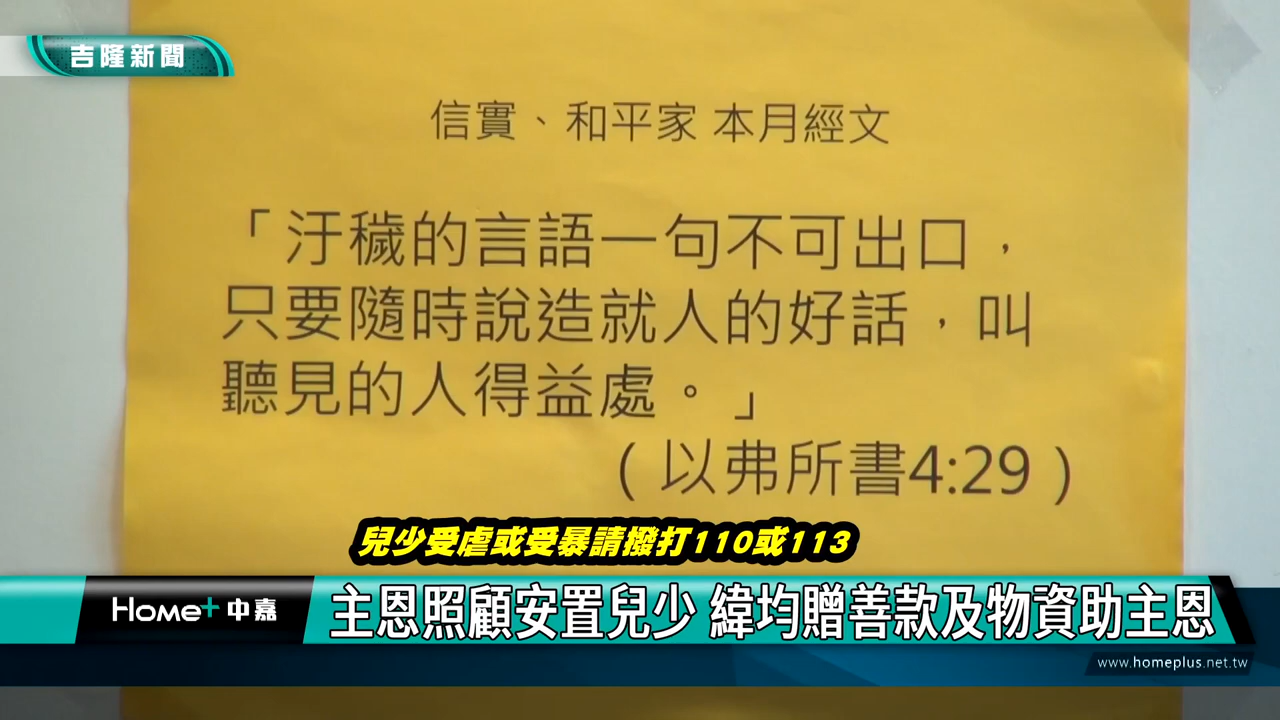 吉隆新聞
信實、和平家 本月經文
「汙穢的言語一句不可出口，
只要隨時說造就人的好話，叫
聽見的人得益處。」
（以弗所書4:29）
兒少受虐或受暴請撥打110或113
Home+中嘉
主恩照顧安置兒少 緯均贈善款及物資助主恩
www.homeplus.net.tw